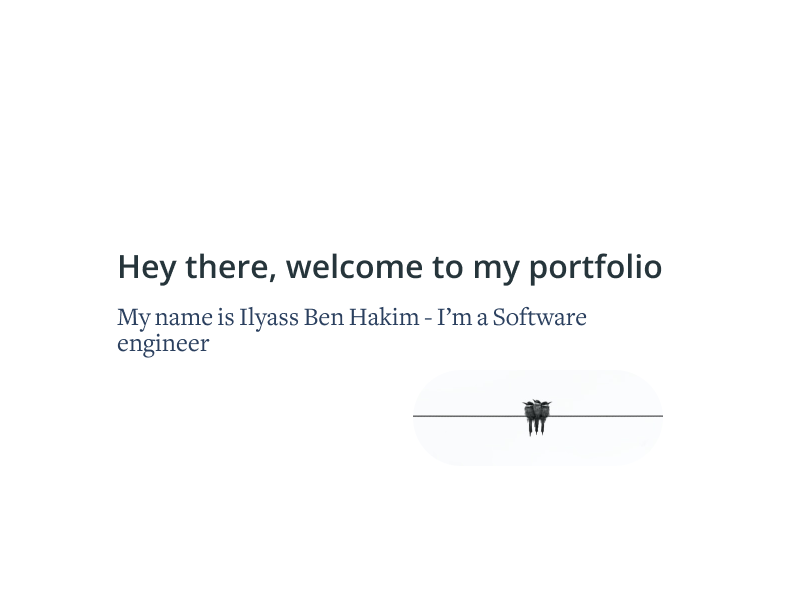 Hey there, welcome to my portfolio
My name is Ilyass Ben Hakim - I’m a Software
engineer